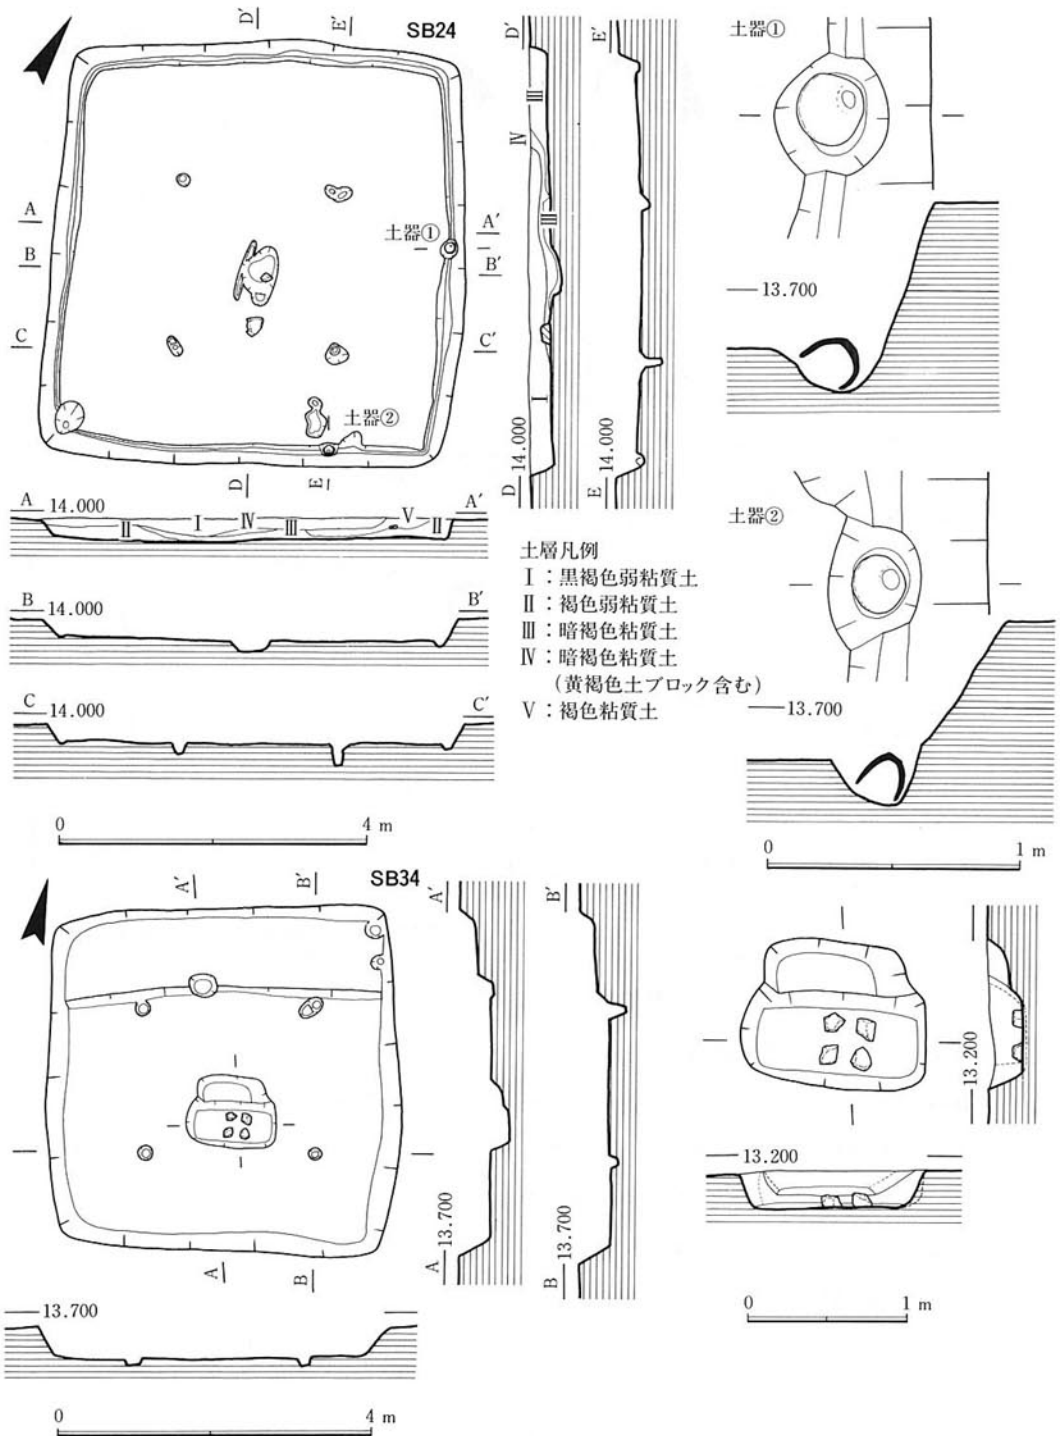 D′
E′
SB24
D′
E′
土器①
A
A′
土器①
B
B′
Ⅲ
Ⅳ
Ⅲ
13.700
C
C′
土器②
Ⅰ
D
E
D 14.000
E 14.000
A 14.000
A′
Ⅱ Ⅰ Ⅳ Ⅲ Ⅴ Ⅱ
B 14.000
B′
C 14.000
C′
土層凡例
Ⅰ：黒褐色弱粘質土
Ⅱ：褐色弱粘質土
Ⅲ：暗褐色粘質土
Ⅳ：暗褐色粘質土
（黄褐色土ブロック含む）
Ⅴ：褐色粘質土
土器②
13.700
0 4 m
0 1 m
SB34
A′
B′
A′
B′
A
B
A 13.700
B 13.700
13.200
13.200
0 1 m
13.700
0 4 m